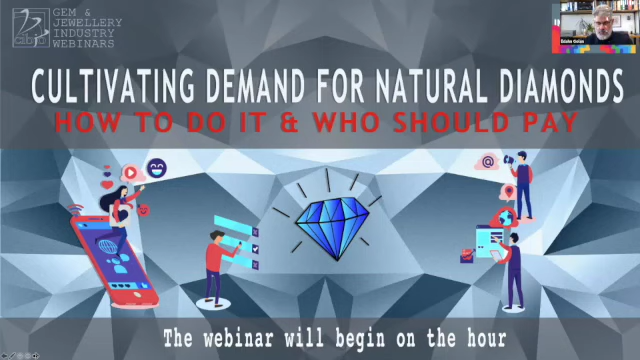 GEM &
JEWELLERY
INDUSTRY
WEBINARS
CIBJO
CULTIVATING DEMAND FOR NATURAL DIAMONDS
HOW TO DO IT & WHO SHOULD PAY
The webinar will begin on the hour